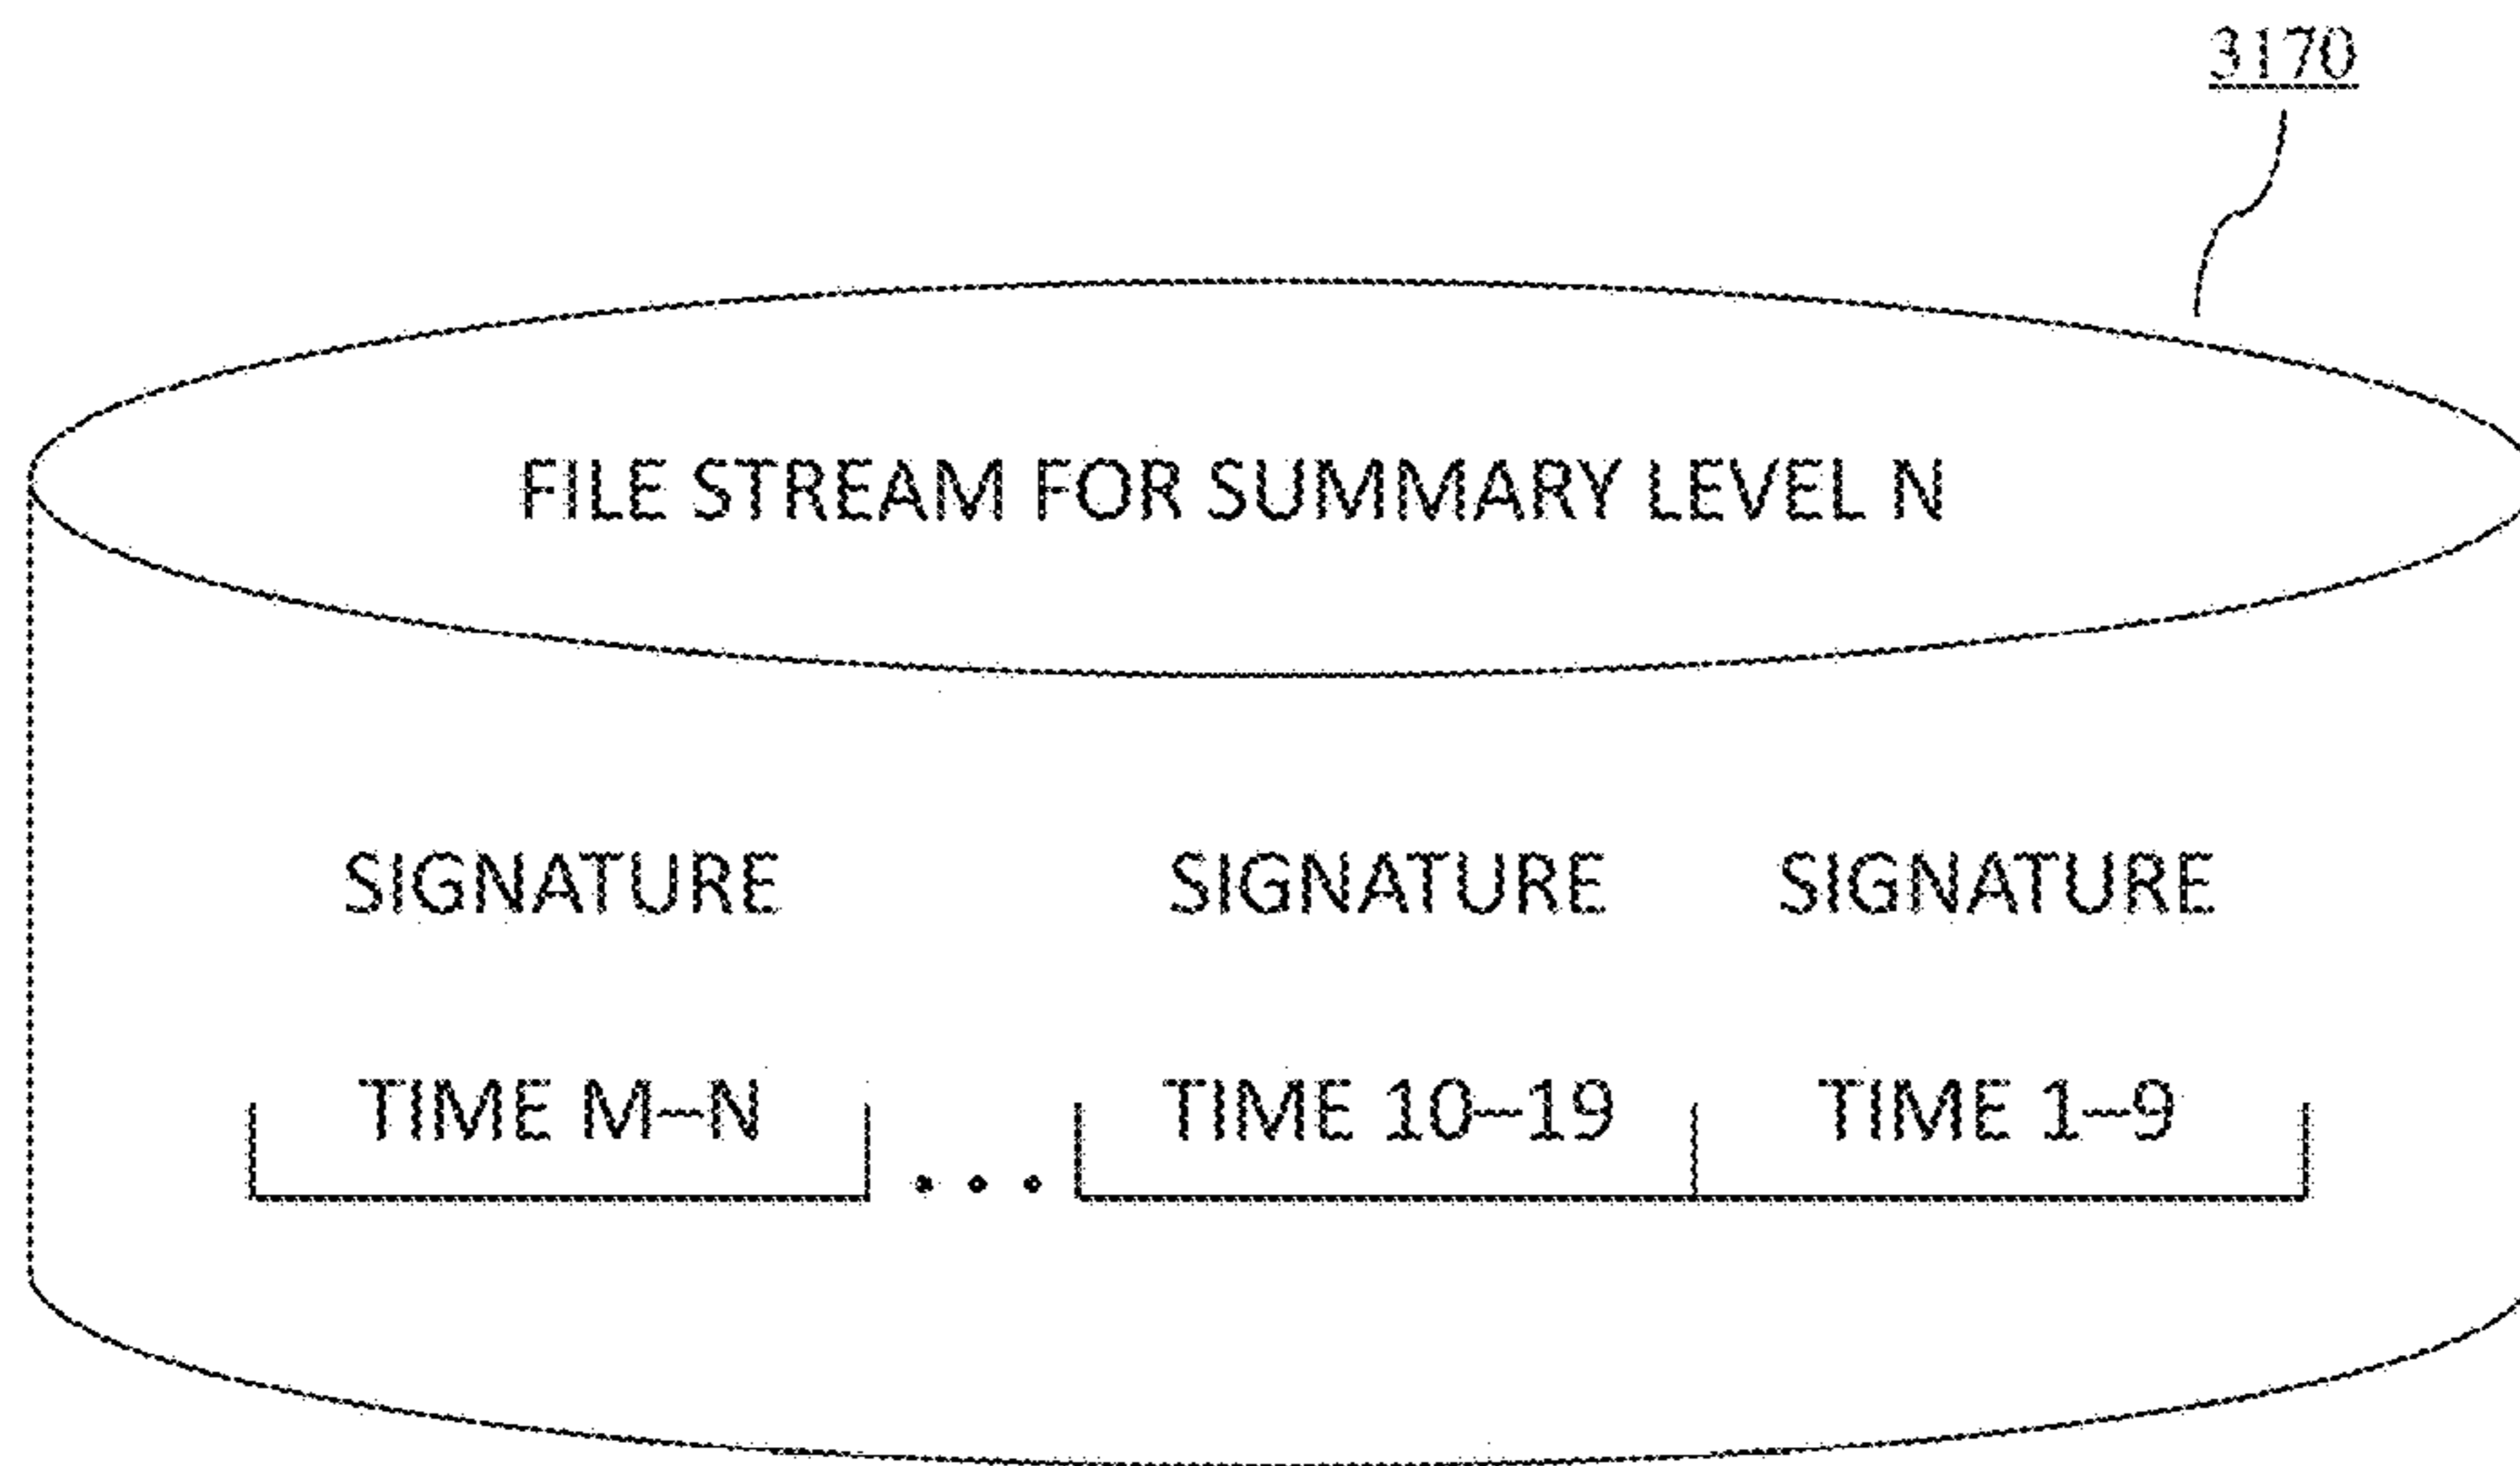 3170
FILE STREAM FOR SUMMARY LEVEL N
SIGNATURE SIGNATURE SIGNATURE
TIME M–N TIME 10–19 TIME 1–9